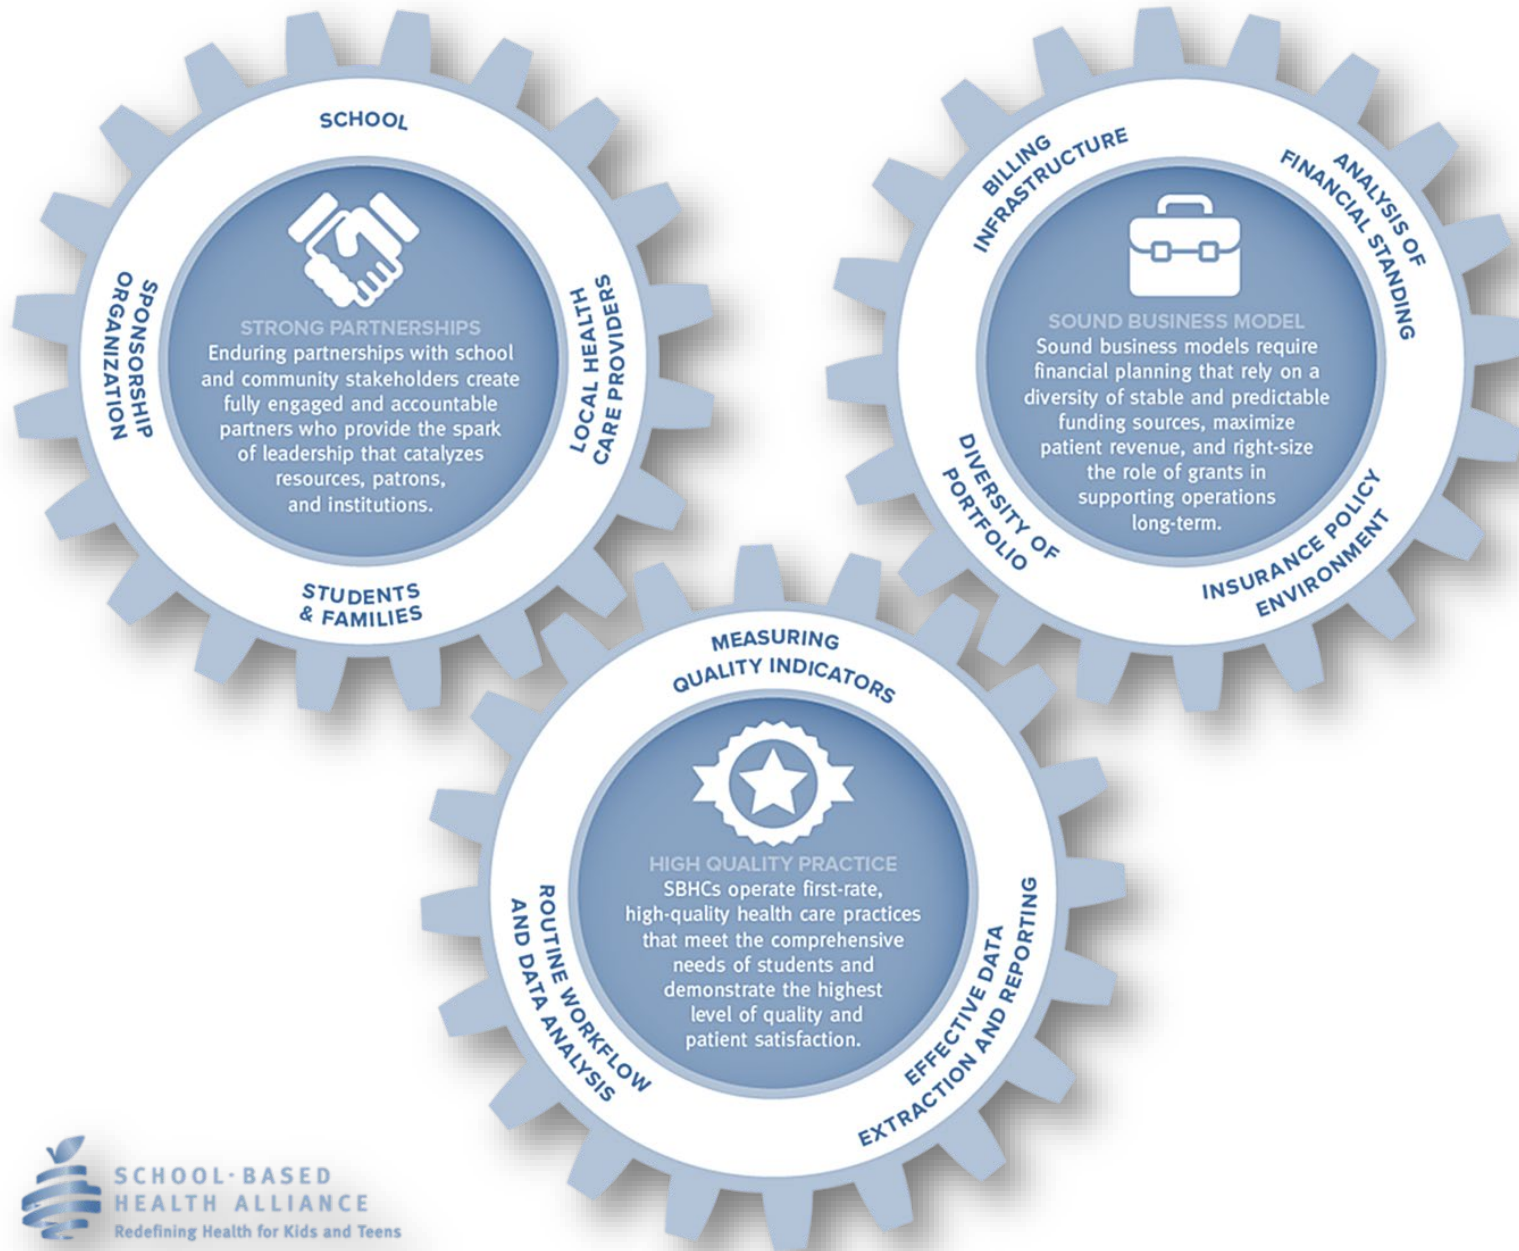 SCHOOL
SPONSORSHIP
ORGANIZATION
STRONG PARTNERSHIPS
Enduring partnerships with school
and community stakeholders create
fully engaged and accountable
partners who provide the spark
of leadership that catalyzes
resources, patrons,
and institutions.
LOCAL HEALTH
CARE PROVIDERS
STUDENTS
& FAMILIES
BILLING
INFRASTRUCTURE
ANALYSIS OF
FINANCIAL STANDING
SOUND BUSINESS MODEL
Sound business models require
financial planning that rely on a
diversity of stable and predictable
funding sources, maximize
patient revenue, and right-size
the role of grants in
supporting operations
long-term.
DIVERSITY OF
PORTFOLIO
INSURANCE POLICY
ENVIRONMENT
MEASURING
QUALITY INDICATORS
HIGH QUALITY PRACTICE
SBHCs operate first-rate,
high-quality health care practices
that meet the comprehensive
needs of students and
demonstrate the highest
level of quality and
patient satisfaction.
ROUTINE WORKFLOW
AND DATA ANALYSIS
EFFECTIVE DATA
EXTRACTION AND REPORTING
SCHOOL-BASED
HEALTH ALLIANCE
Redefining Health for Kids and Teens